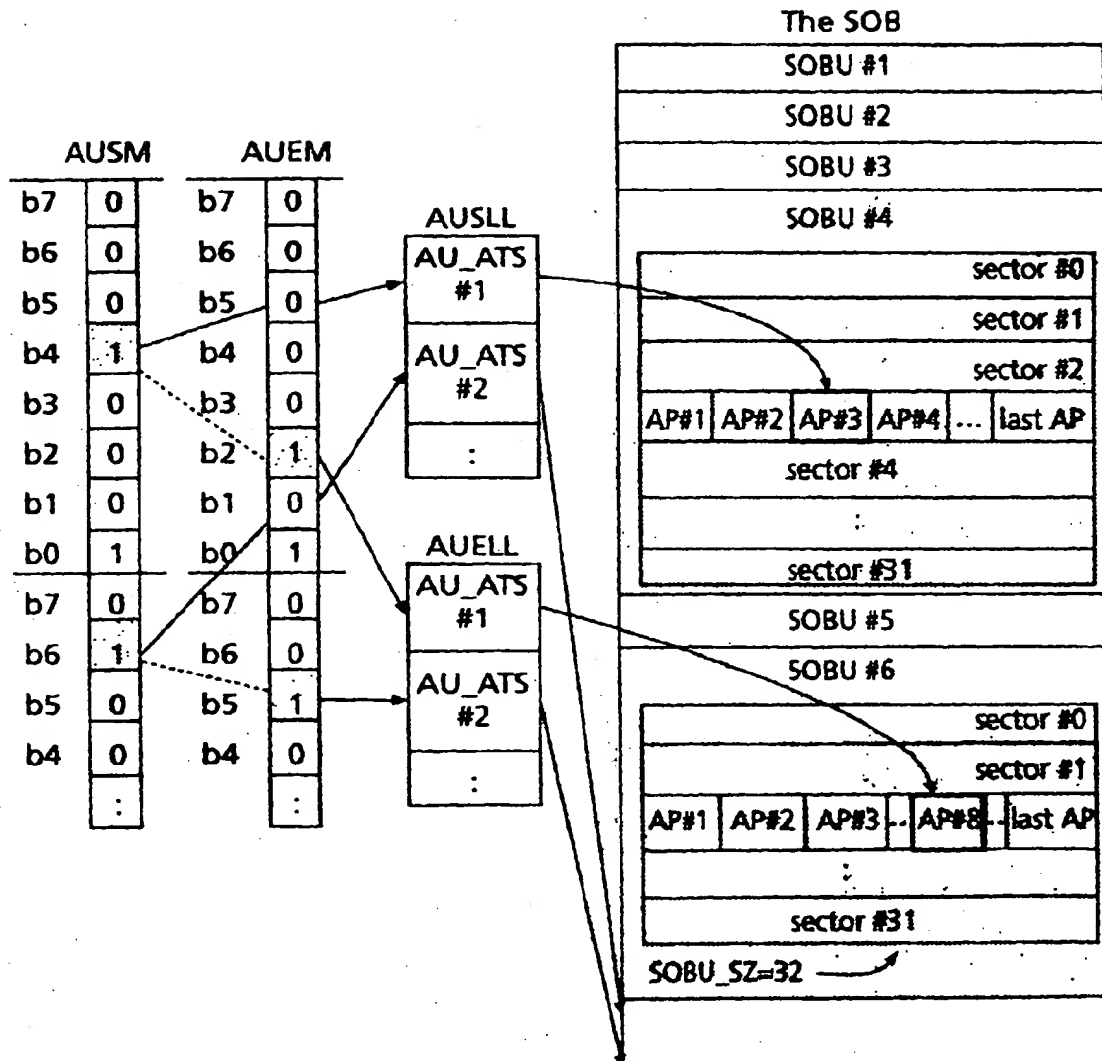 The SOB
SOBU #1
SOBU #2
SOBU #3
SOBU #4
sector #0
sector #1
sector #2
AP#1 AP#2 AP#3 AP#4 ... last AP
sector #4
:
sector #31
SOBU #5
SOBU #6
sector #0
sector #1
AP#1 AP#2 AP#3 .. AP#8 .. last AP
:
sector #31
SOBU_SZ=32
AUSM AUEM
b7 0 b7 0
b6 0 b6 0
b5 0 b5 0
b4 1 b4 0
b3 0 b3 0
b2 0 b2 1
b1 0 b1 0
b0 1 b0 1
b7 0 b7 0
b6 1 b6 0
b5 0 b5 1
b4 0 b4 0
: :
AUSLL
AU_ATS
#1
AU_ATS
#2
:
AUELL
AU_ATS
#1
AU_ATS
#2
: